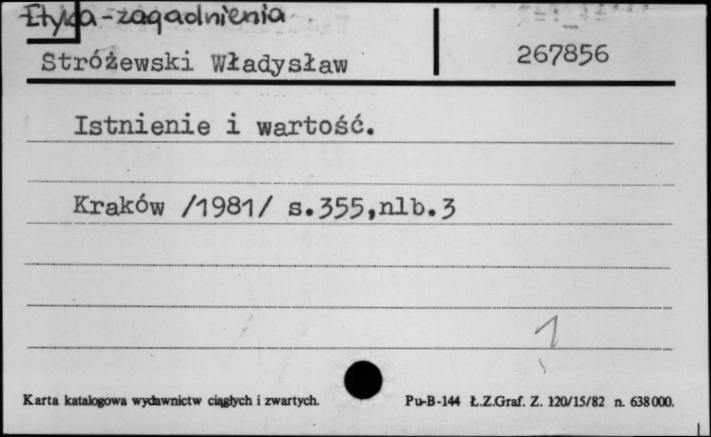 Etyka-zagadnienia
Stróżewski Władysław
267856
Istnienie i wartość.
Kraków /1981/ s.355,nlb.3
1
Karta katalogowa wydawnictw ciągłych i zwartych.
Pu-B-144 Ł.Z.Graf. Z. 120/15/82 n. 638000.